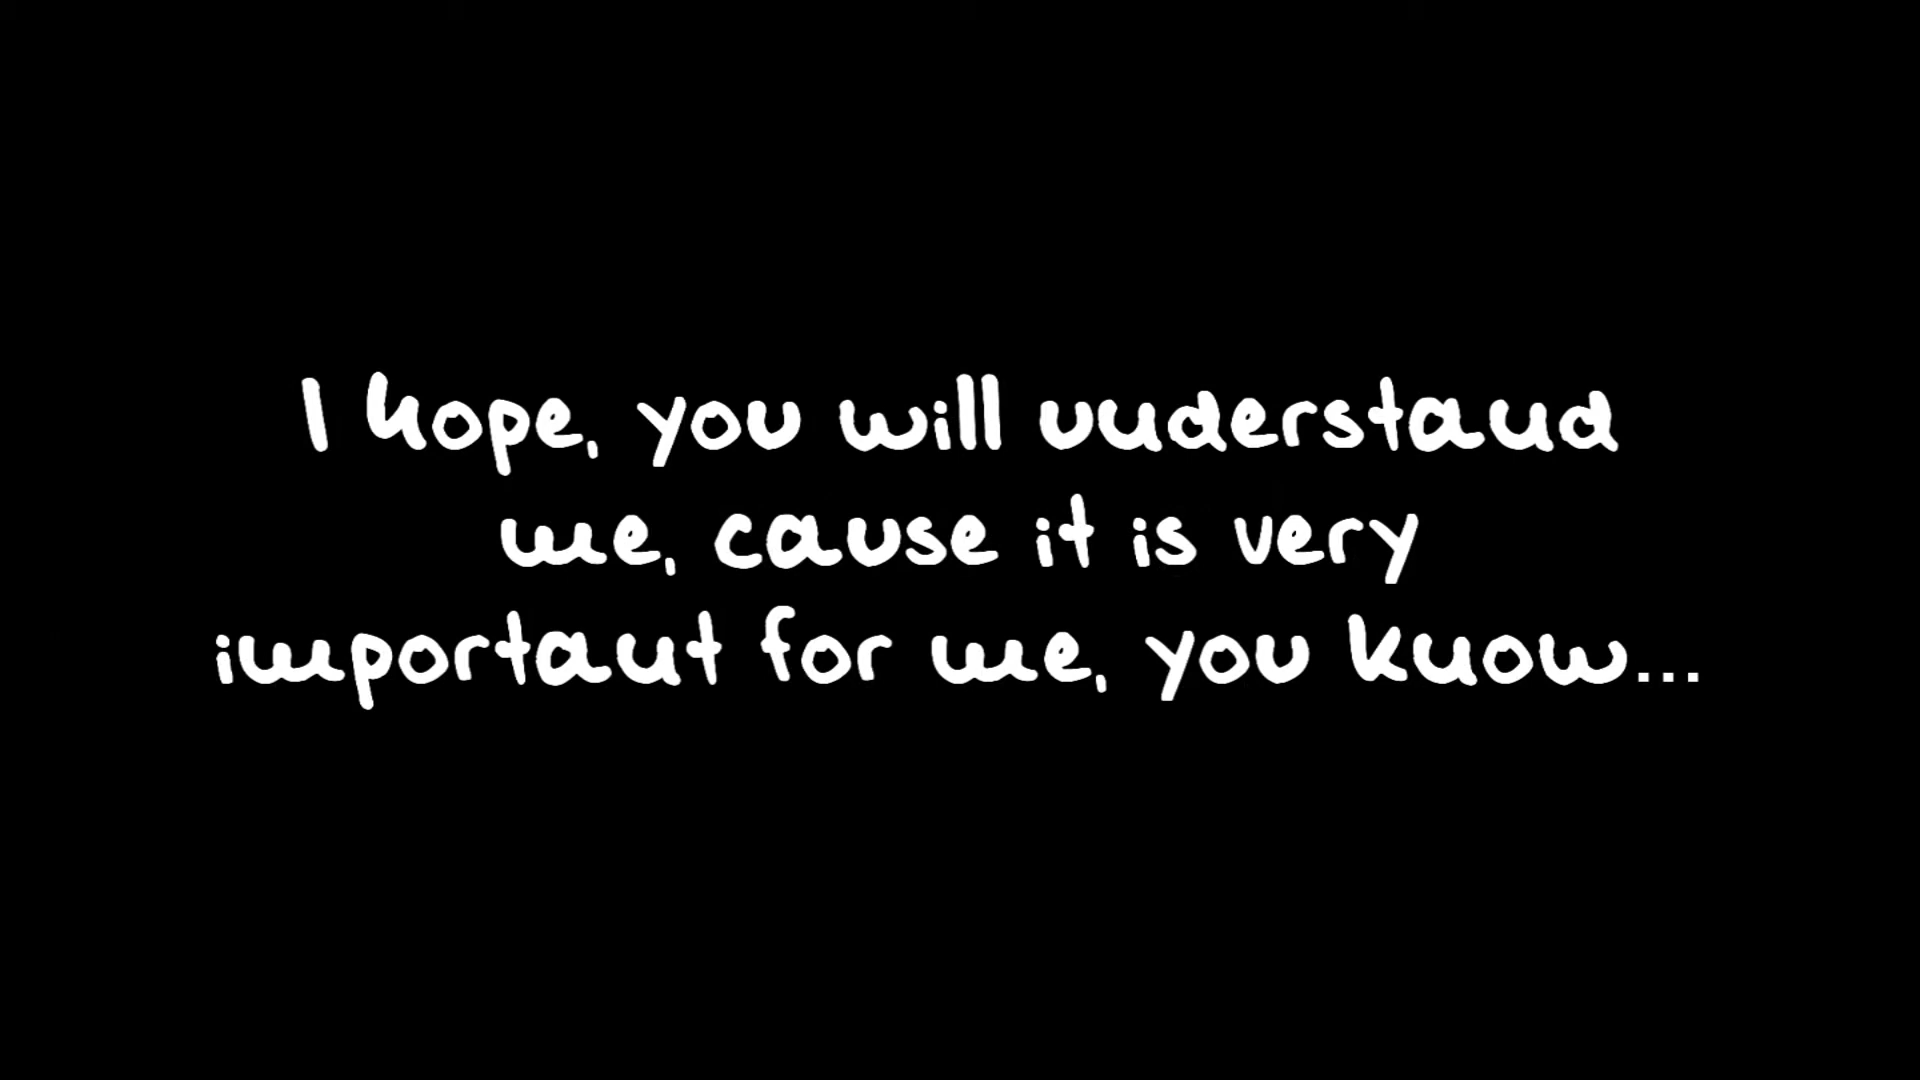 I hope, you will understand
me, cause it is very
important for me, you know...